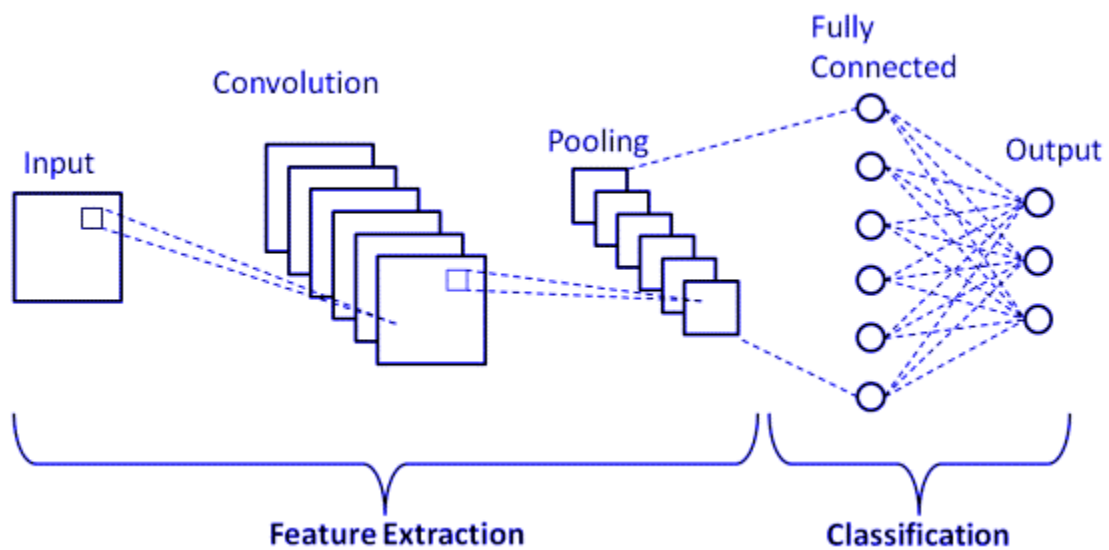 Fully
Connected
Convolution
Pooling
Input
Output
Feature Extraction
Classification